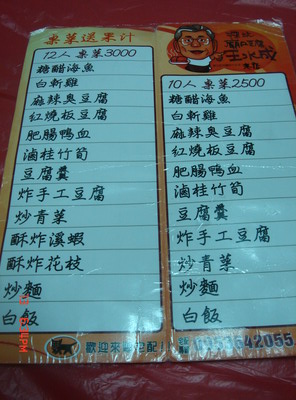 桌菜送果汁
12人桌菜3000
糖醋海魚
白斬雞
麻辣臭豆腐
紅燒板豆腐
肥腸鴨血
滷桂竹筍
豆腐羹
炸手工豆腐
炒青菜
酥炸溪蝦
酥炸花枝
炒麵
白飯
歡迎來電宅配
王水成
10人桌菜2500
糖醋海魚
白斬雞
麻辣臭豆腐
紅燒板豆腐
肥腸鴨血
滷桂竹筍
豆腐羹
炸手工豆腐
炒青菜
炒麵
白飯
0953642055